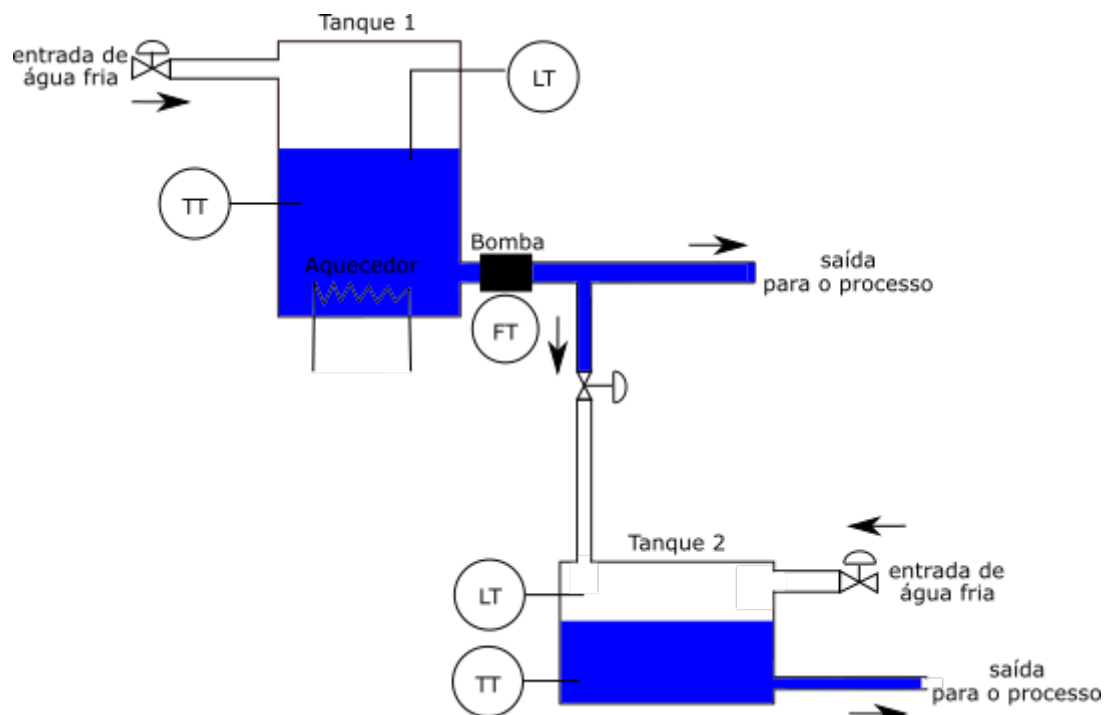 Tanque 1
entrada de
água fria
LT
TT
Bomba
Aquecedor
saída
para o processo
FT
Tanque 2
LT
entrada de
água fria
TT
saída
para o processo